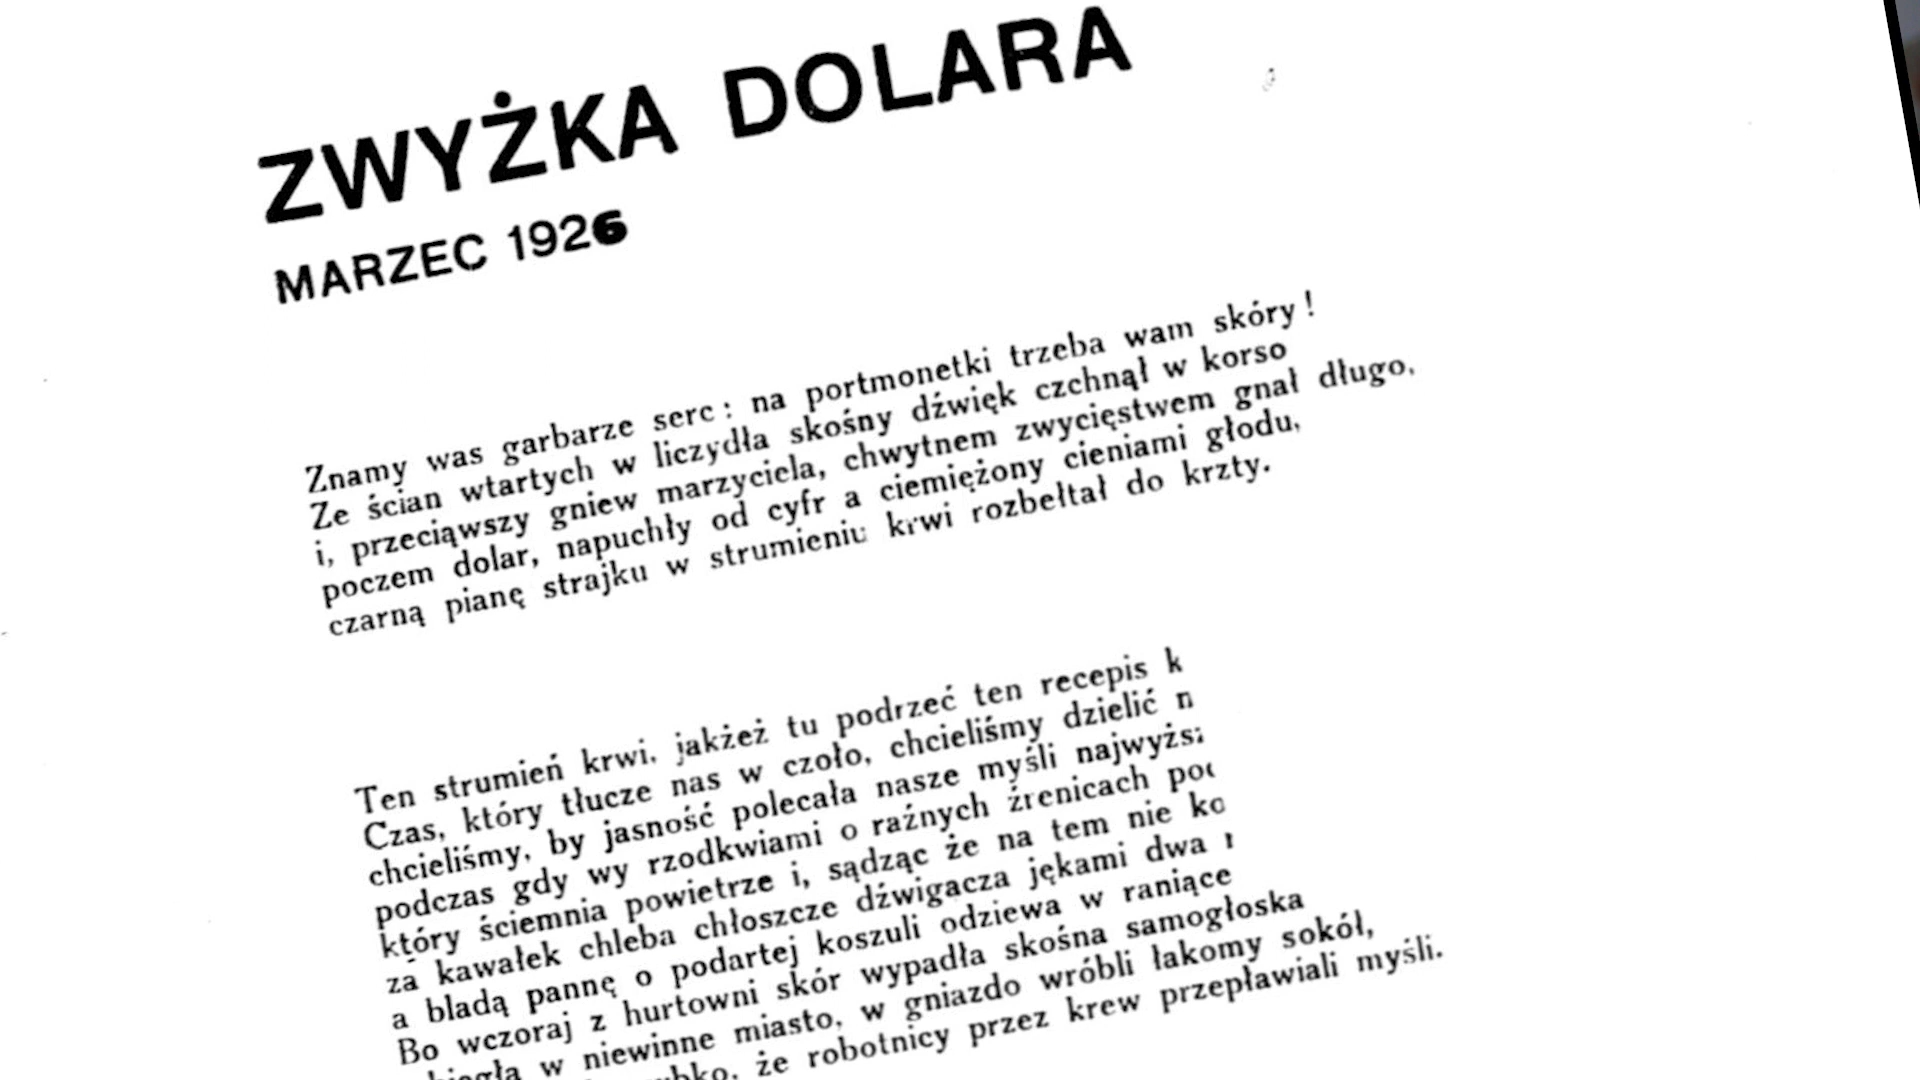 ZWYŻKA DOLARA
MARZEC 1926
Znamy was garbarze serc : na portmonetki trzeba wam skóry !
Ze ścian wtartych w liczydła skośny dźwięk czchnął w korso
i, przeciąwszy gniew marzyciela, chwytnem zwycięstwem gnał długo,
poczem dolar, napuchły od cyfr a ciemiężony cieniami głodu,
czarną pianę strajku w strumieniu krwi rozbełtał do krzty.
Ten strumień krwi, jakżeż tu podrzeć ten recepis
Czas, który tłucze nas w czoło, chcieliśmy dzielić
chcieliśmy, by jasność polecała nasze myśli
podczas gdy wy rzodkwiami o raźnych źrenicach
który ściemnia powietrze i, sądząc że na tem nie
za kawałek chleba chłoszcze dźwigacza jękami dwa
a bladą pannę o podartej koszuli odziewa w raniące
Bo wczoraj z hurtowni skór wypadła skośna samogłoska
w niewinne miasto, w gniazdo wróbli łakomy sokół,
że robotnicy przez krew przepławiali myśli.